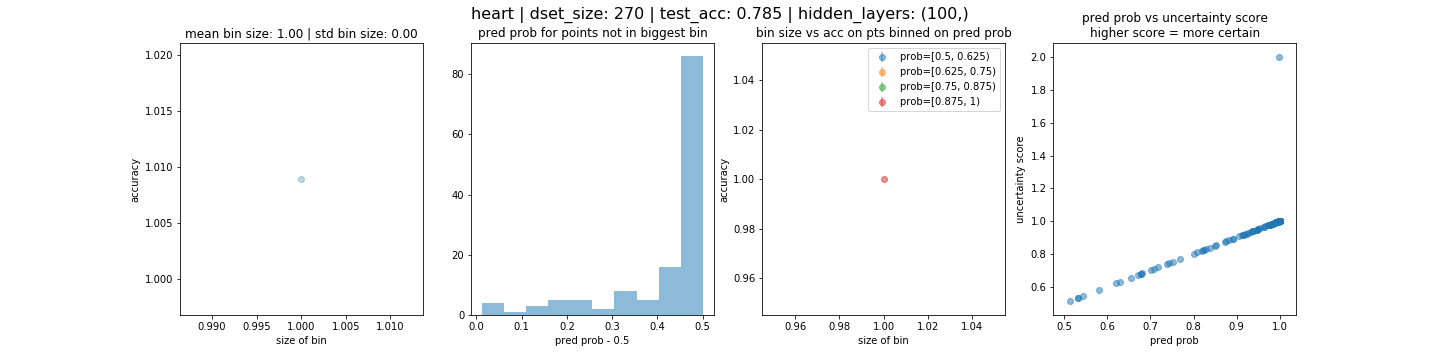 heart | dset_size: 270 | test_acc: 0.785 | hidden_layers: (100,)
mean bin size: 1.00 | std bin size: 0.00
1.020
1.015
1.010
1.005
1.000
accuracy
0.990 0.995 1.000 1.005 1.010
size of bin
pred prob for points not in biggest bin
80
60
40
20
0
0.0 0.1 0.2 0.3 0.4 0.5
pred prob - 0.5
bin size vs acc on pts binned on pred prob
prob=[0.5, 0.625)
prob=[0.625, 0.75)
prob=[0.75, 0.875)
prob=[0.875, 1)
1.04
1.02
1.00
0.98
0.96
accuracy
0.96 0.98 1.00 1.02 1.04
size of bin
pred prob vs uncertainty score
higher score = more certain
2.0
1.8
1.6
1.4
1.2
1.0
0.8
0.6
uncertainty score
0.5 0.6 0.7 0.8 0.9 1.0
pred prob